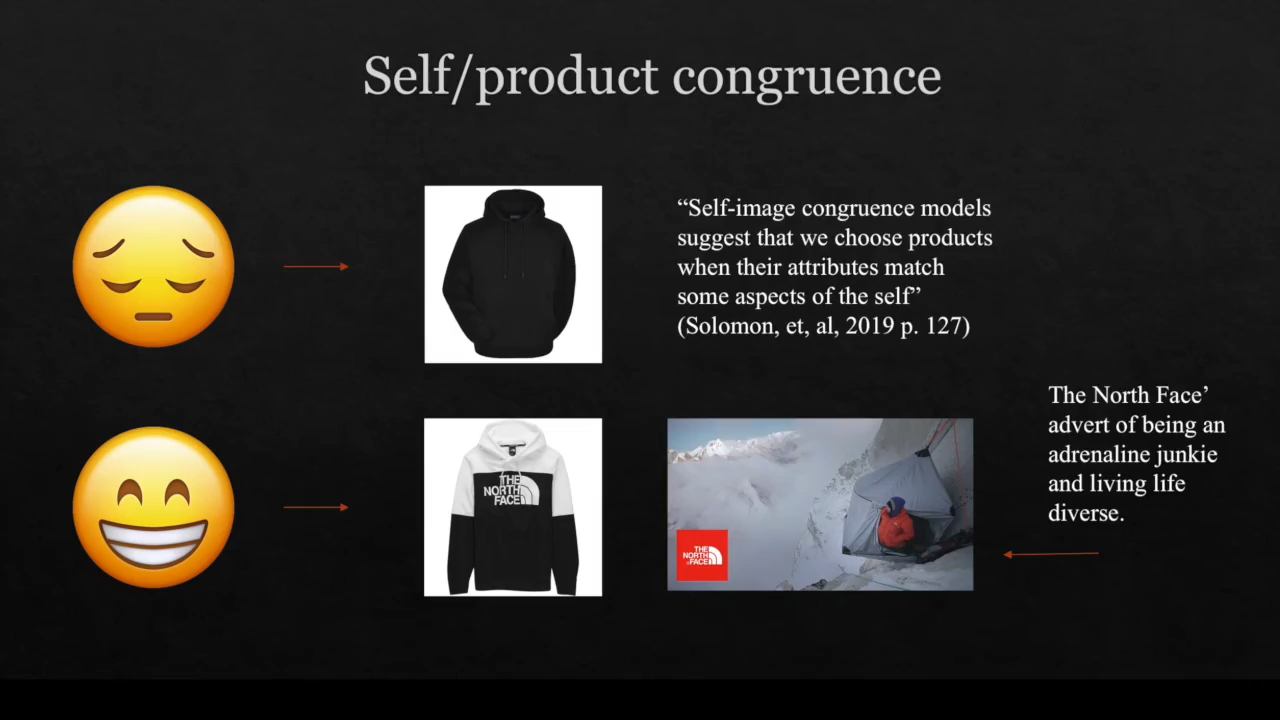 Self/product congruence
“Self-image congruence models
suggest that we choose products
when their attributes match
some aspects of the self”
(Solomon, et, al, 2019 p. 127)
The North Face’
advert of being an
adrenaline junkie
and living life
diverse.
THE
NORTH
FACE
THE
NORTH
FACE